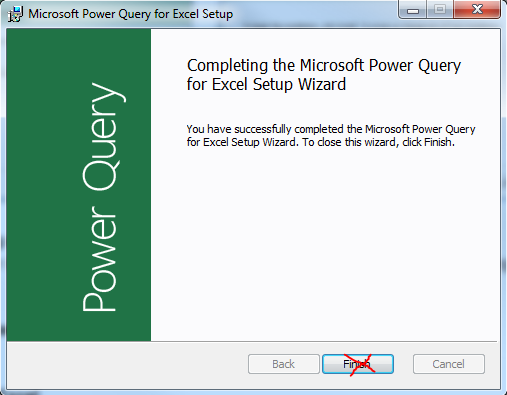 Microsoft Power Query for Excel Setup
Power Query
Completing the Microsoft Power Query
for Excel Setup Wizard
You have successfully completed the Microsoft Power Query
for Excel Setup Wizard. To close this wizard, click Finish.
Back
Finish
Cancel